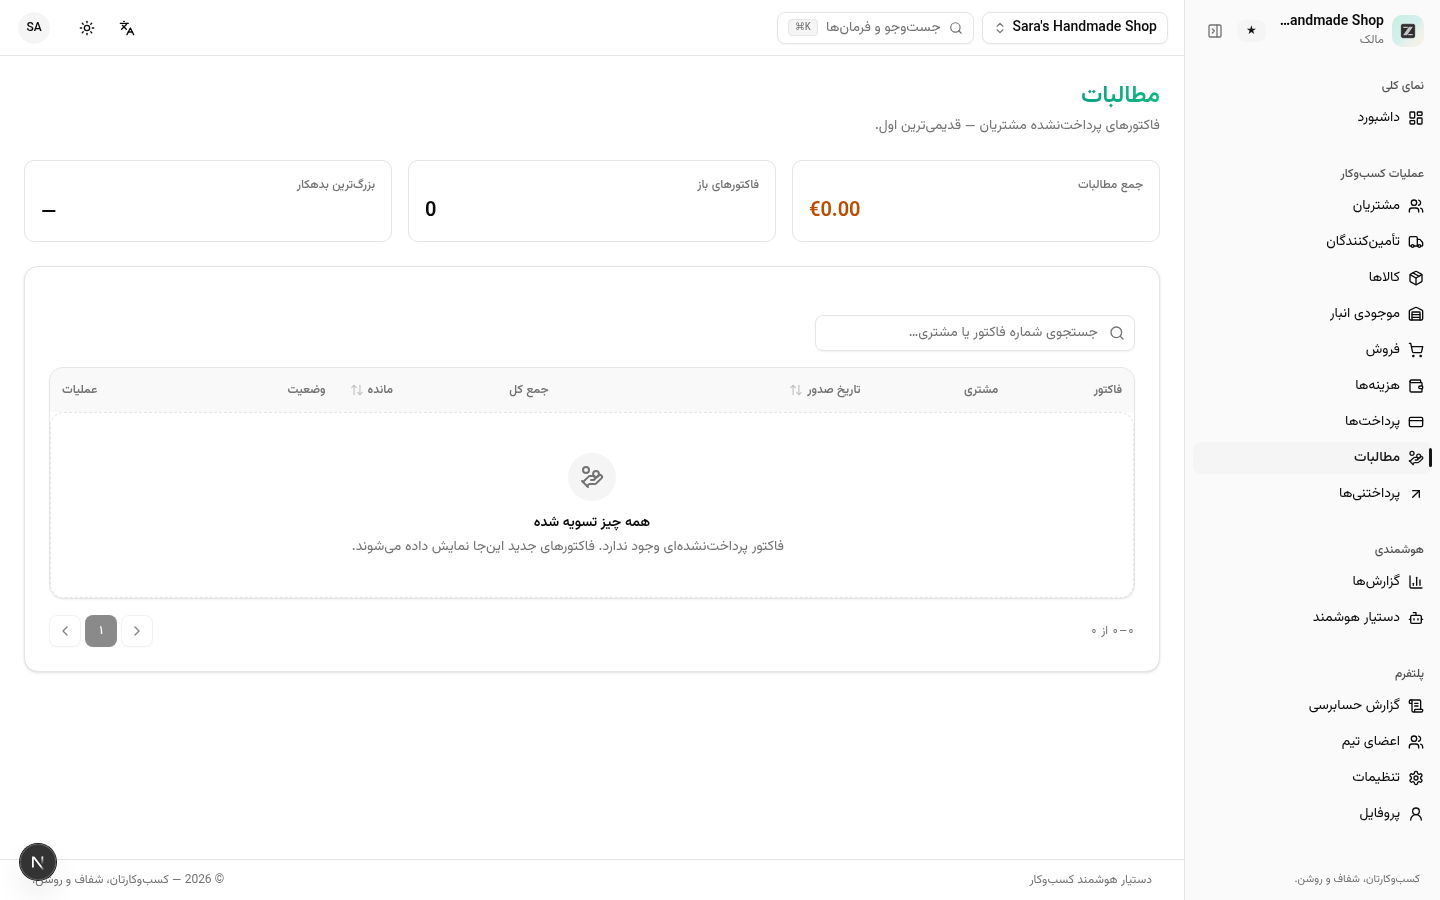 ...andmade Shop
مالک
★
نمای کلی
داشبورد
عملیات کسب‌وکار
مشتریان
تأمین‌کنندگان
کالاها
موجودی انبار
فروش
هزینه‌ها
پرداخت‌ها
مطالبات
پرداختنی‌ها
هوشمندی
گزارش‌ها
دستیار هوشمند
پلتفرم
گزارش حسابرسی
اعضای تیم
تنظیمات
پروفایل
کسب‌وکارتان، شفاف و روشن.
Sara's Handmade Shop
جست‌وجو و فرمان‌ها ⌘K
SA
مطالبات
فاکتورهای پرداخت‌نشده مشتریان — قدیمی‌ترین اول.
جمع مطالبات
€0.00
فاکتورهای باز
0
بزرگ‌ترین بدهکار
—
جستجوی شماره فاکتور یا مشتری...
فاکتور مشتری تاریخ صدور جمع کل مانده وضعیت عملیات
همه چیز تسویه شده
فاکتور پرداخت‌نشده‌ای وجود ندارد. فاکتورهای جدید این‌جا نمایش داده می‌شوند.
۰–۰ از ۰
۱
دستیار هوشمند کسب‌وکار
© 2026 — کسب‌وکارتان، شفاف و روشن.
N